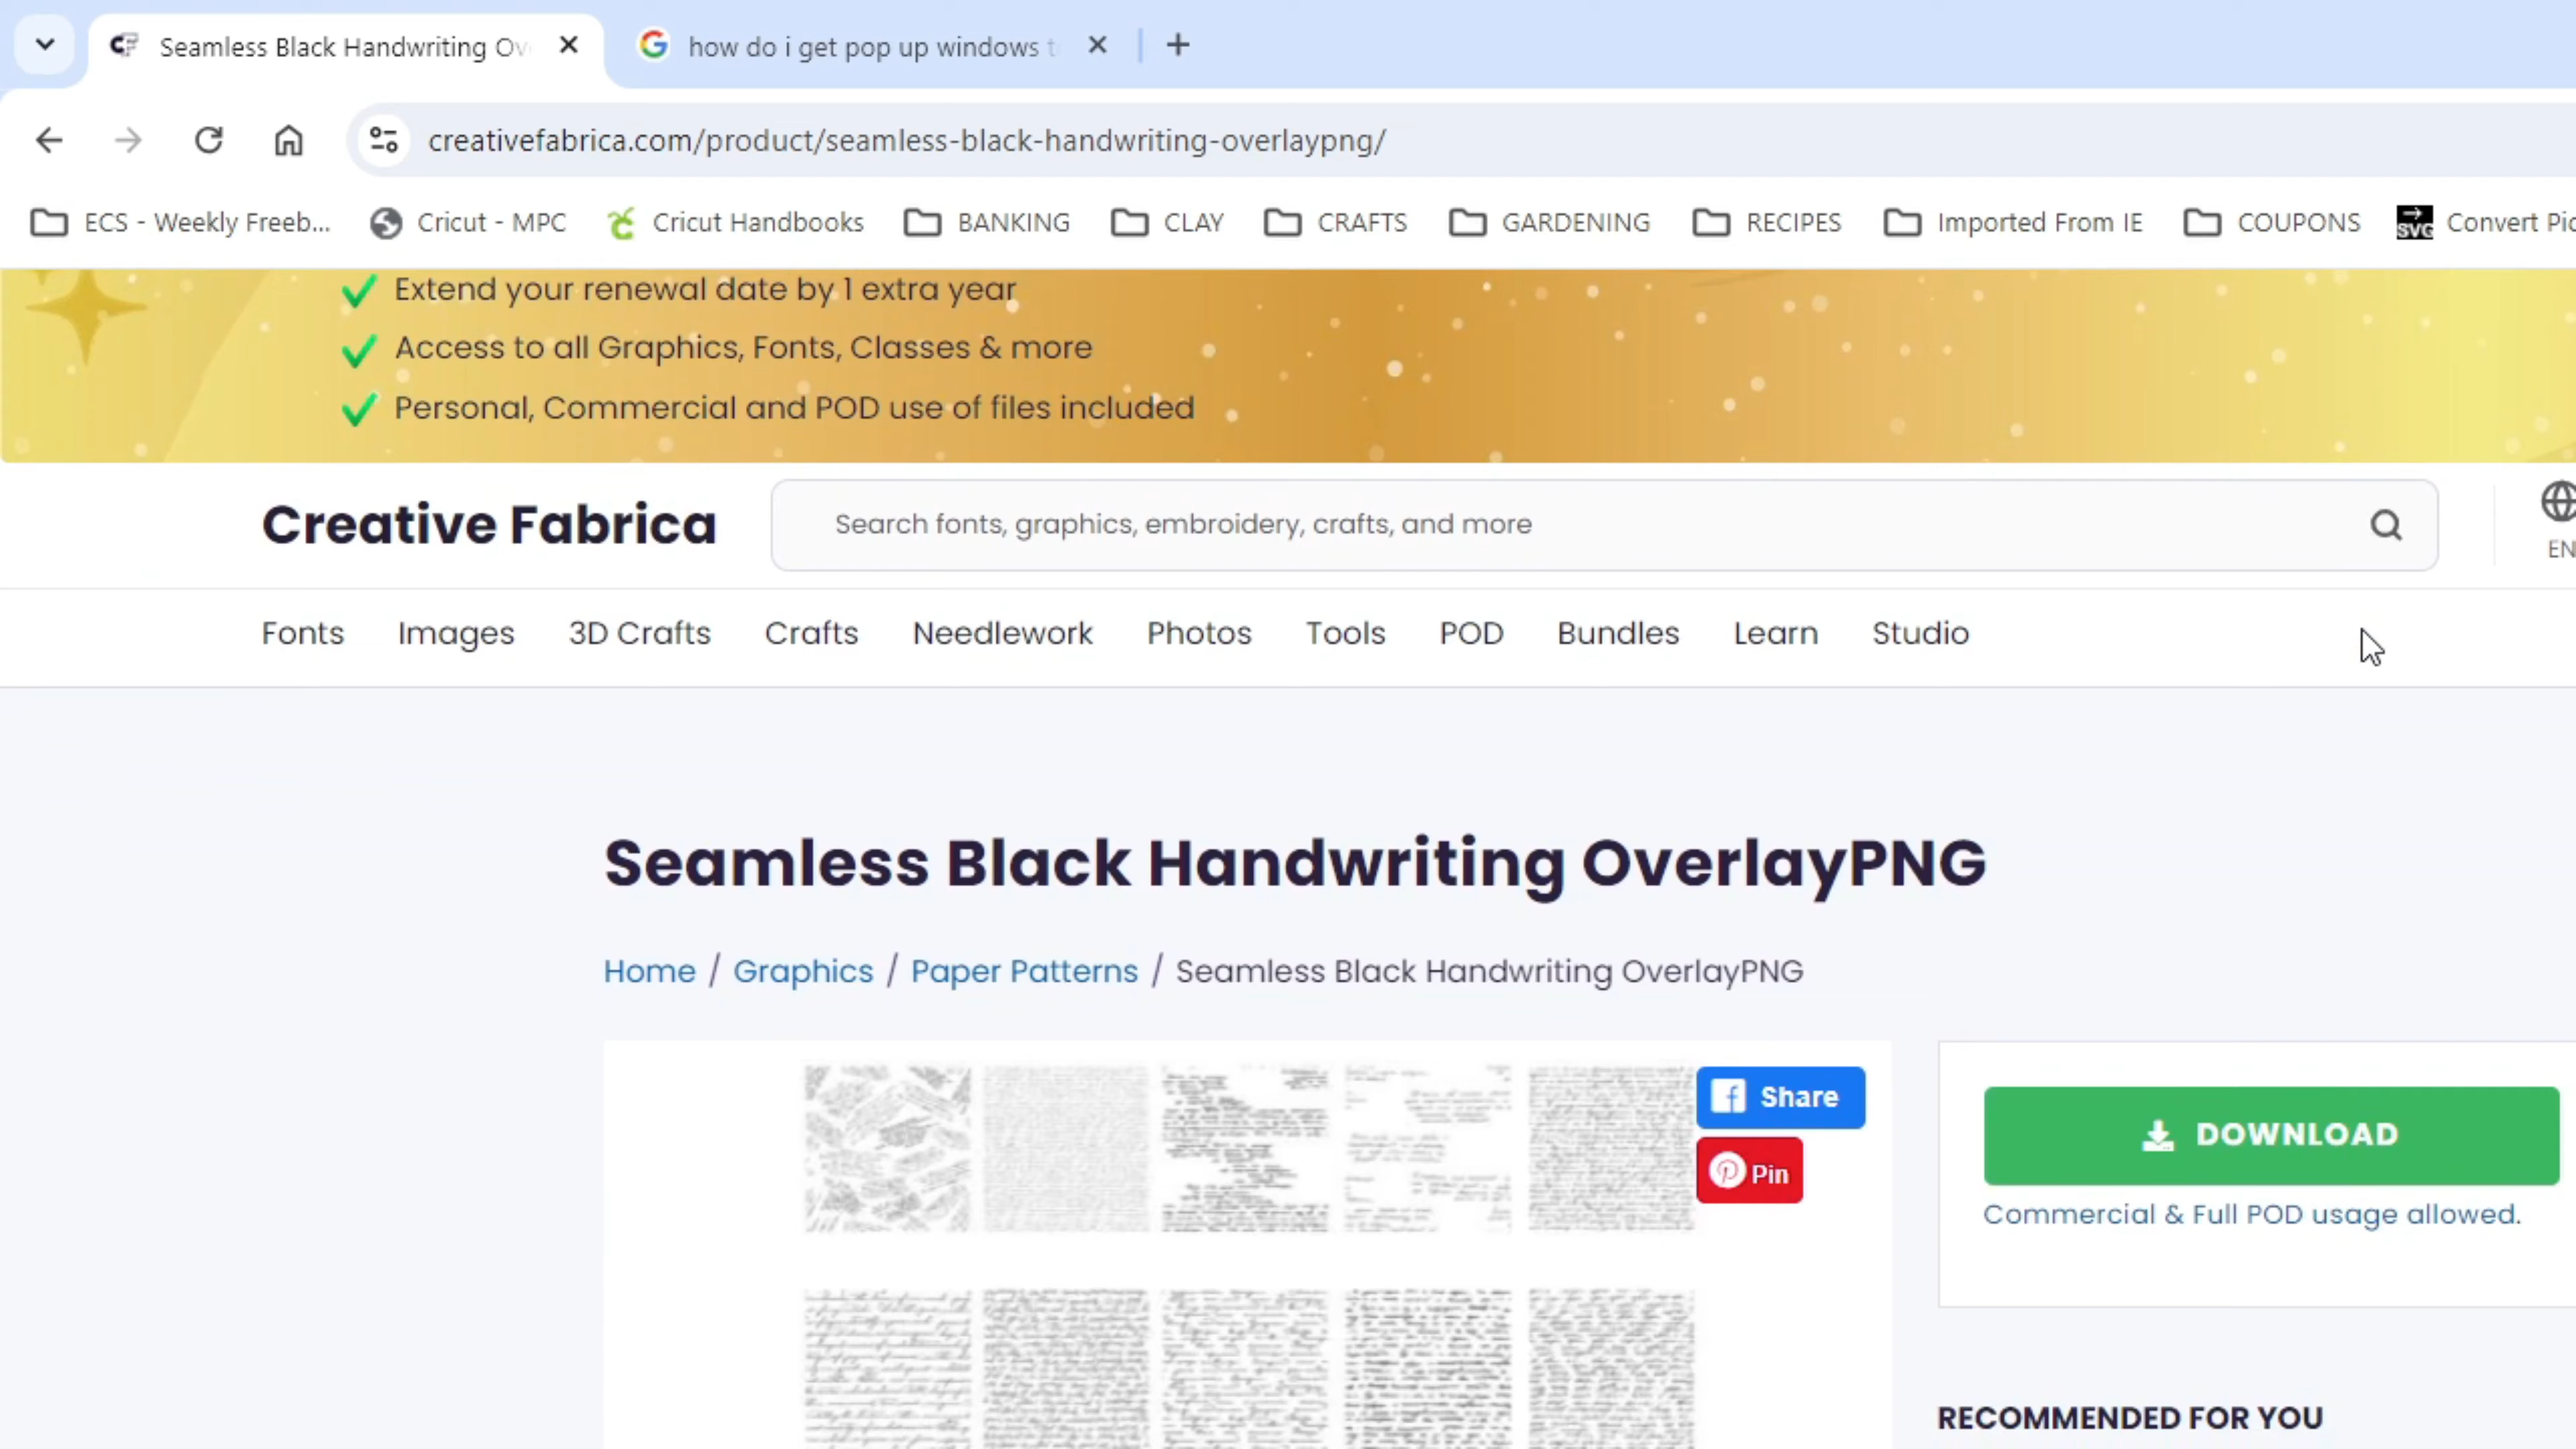 Seamless Black Handwriting Ov
how do i get pop up windows t
creativefabrica.com/product/seamless-black-handwriting-overlaypng/
ECS - Weekly Freeb... Cricut - MPC Cricut Handbooks BANKING CLAY CRAFTS GARDENING RECIPES Imported From IE COUPONS SVG Convert Pic
Extend your renewal date by 1 extra year
Access to all Graphics, Fonts, Classes & more
Personal, Commercial and POD use of files included
Creative Fabrica
Search fonts, graphics, embroidery, crafts, and more
EN
Fonts Images 3D Crafts Crafts Needlework Photos Tools POD Bundles Learn Studio
Seamless Black Handwriting OverlayPNG
Home / Graphics / Paper Patterns / Seamless Black Handwriting OverlayPNG
Share
Pin
DOWNLOAD
Commercial & Full POD usage allowed.
RECOMMENDED FOR YOU